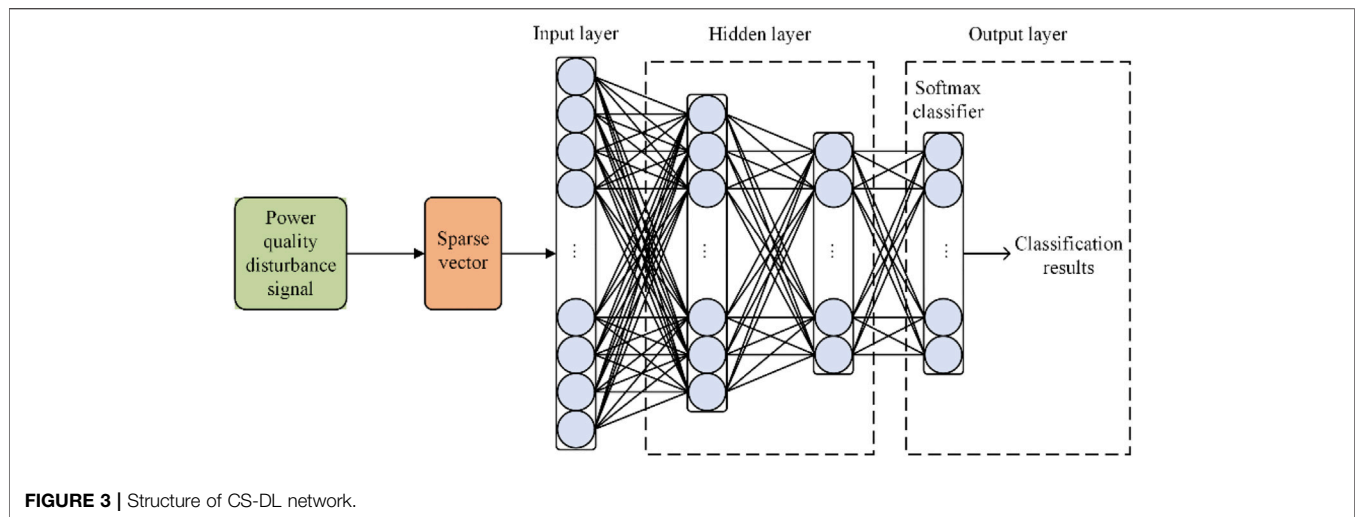 Input layer
Hidden layer
Output layer
Softmax
classifier
Power
quality
disturbance
signal
Sparse
vector
...
...
...
...
Classification
results
FIGURE 3 | Structure of CS-DL network.